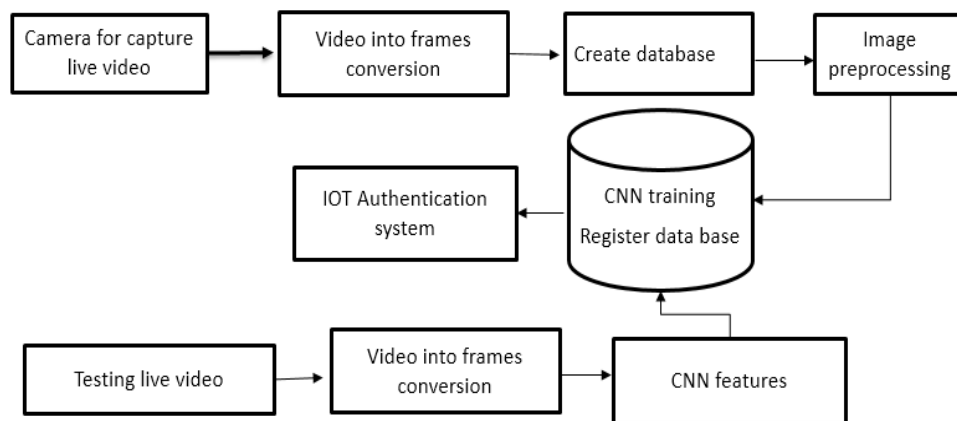 Camera for capture
live video
Video into frames
conversion
Create database
Image
preprocessing
IOT Authentication
system
CNN training
Register data base
Testing live video
Video into frames
conversion
CNN features